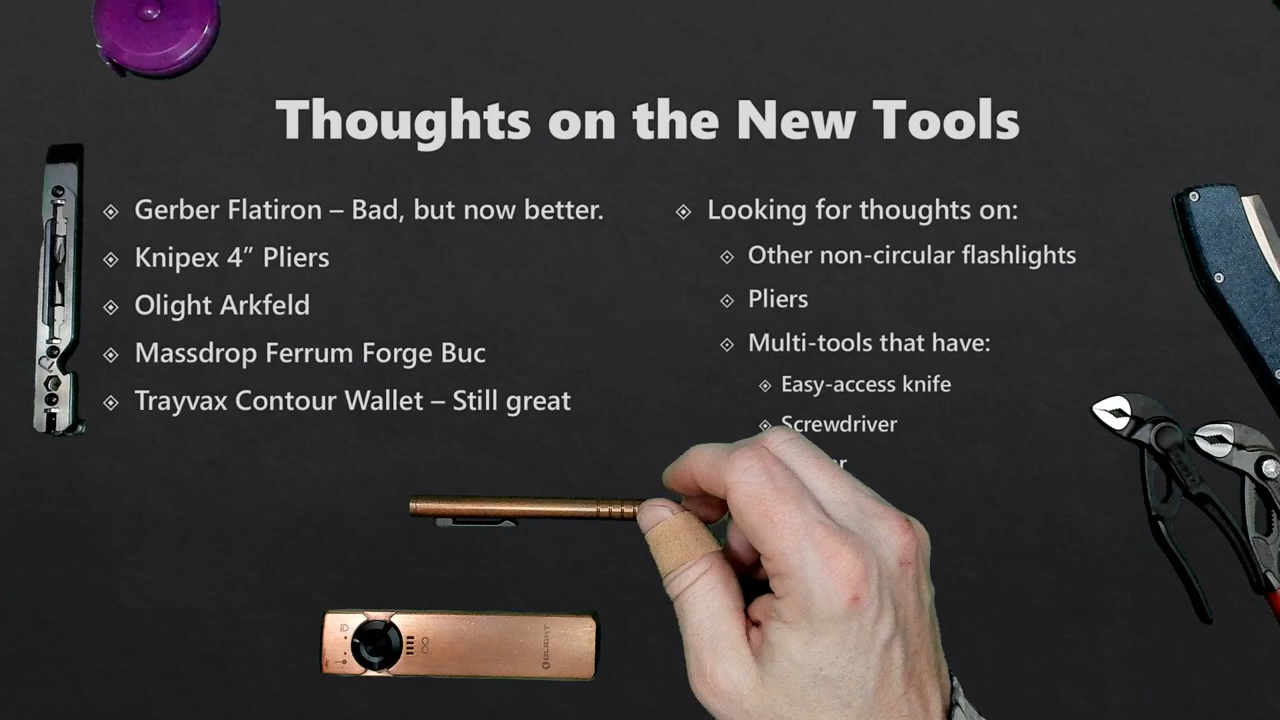 Thoughts on the New Tools
Gerber Flatiron – Bad, but now better.
Knipex 4” Pliers
Olight Arkfeld
Massdrop Ferrum Forge Buc
Trayvax Contour Wallet – Still great
Looking for thoughts on:
Other non-circular flashlights
Pliers
Multi-tools that have:
Easy-access knife
Screwdriver
OLIGHT